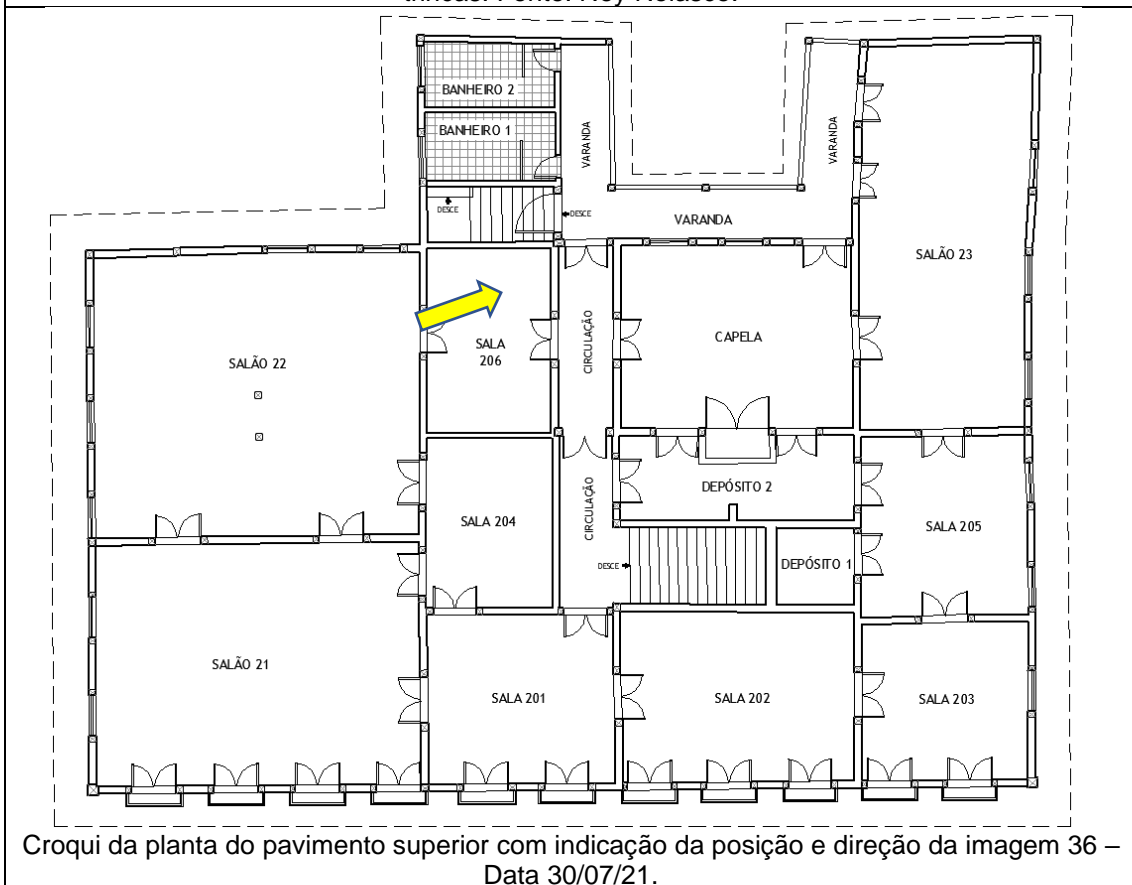 BANHEIRO 2
BANHEIRO 1
VARANDA
VARANDA
DESCE
DESCE
VARANDA
SALÃO 23
SALÃO 22
SALA
206
CIRCULAÇÃO
CAPELA
DEPÓSITO 2
SALA 204
CIRCULAÇÃO
SALA 205
DESCE
DEPÓSITO 1
SALÃO 21
SALA 201
SALA 202
SALA 203
Croqui da planta do pavimento superior com indicação da posição e direção da imagem 36 –
Data 30/07/21.